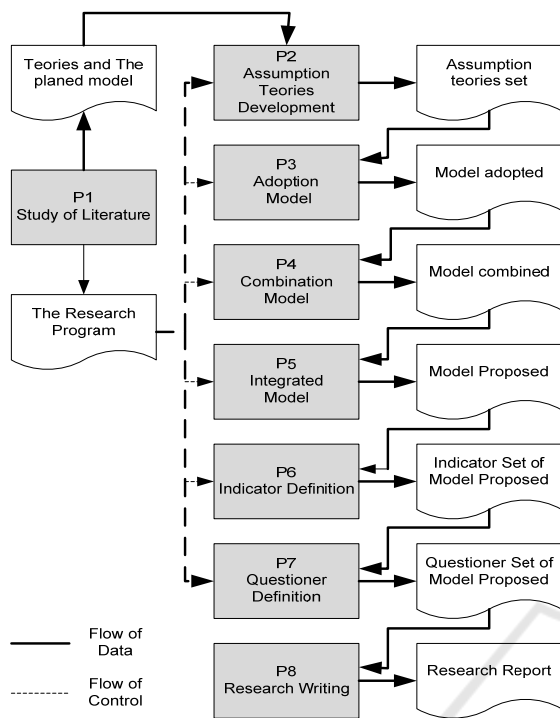 Teories and The
planed model
P1
Study of Literature
The Research
Program
P2
Assumption
Teories
Development
Assumption
teories set
P3
Adoption
Model
Model adopted
P4
Combination
Model
Model combined
P5
Integrated
Model
Model Proposed
P6
Indicator Definition
Indicator Set of
Model Proposed
P7
Questioner
Definition
Questioner Set of
Model Proposed
P8
Research Writing
Research Report
Flow of
Data
Flow of
Control